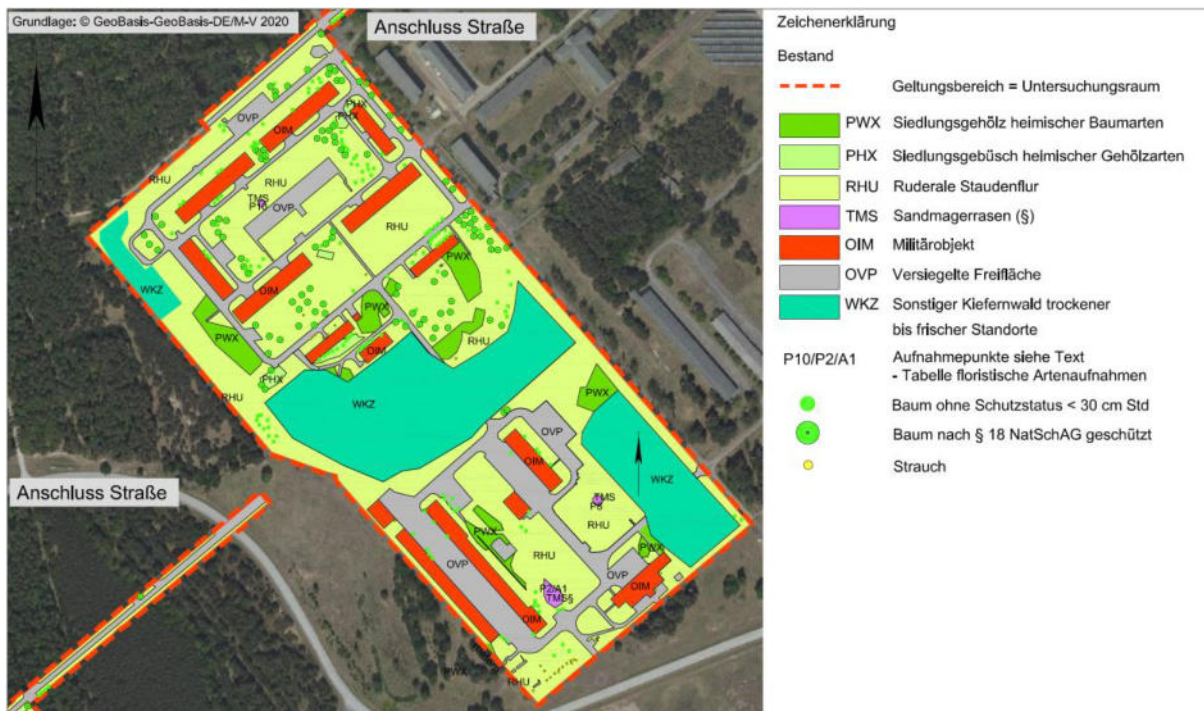 Grundlage: © GeoBasis-GeoBasis-DE/M-V 2020
Anschluss Straße
OVP
OIM
PHX
PHX
RHU
RHU
TMS
P10
OVP
RHU
WKZ
OIM
PWX
PWX
PWX
OIM
RHU
PHX
RHU
WKZ
PWX
OVP
OIM
WKZ
TMS
P8
RHU
PWX
RHU
PWX
OVP
OVP
OIM
P2/A1
TMS§
OIM
PWX
RHU
Anschluss Straße
Zeichenerklärung
Bestand
Geltungsbereich = Untersuchungsraum
PWX Siedlungsgehölz heimischer Baumarten
PHX Siedlungsgebüsch heimischer Gehölzarten
RHU Ruderale Staudenflur
TMS Sandmagerrasen (§)
OIM Militärobjekt
OVP Versiegelte Freifläche
WKZ Sonstiger Kiefernwald trockener
bis frischer Standorte
P10/P2/A1 Aufnahmepunkte siehe Text
- Tabelle floristische Artenaufnahmen
Baum ohne Schutzstatus < 30 cm Std
Baum nach § 18 NatSchAG geschützt
Strauch